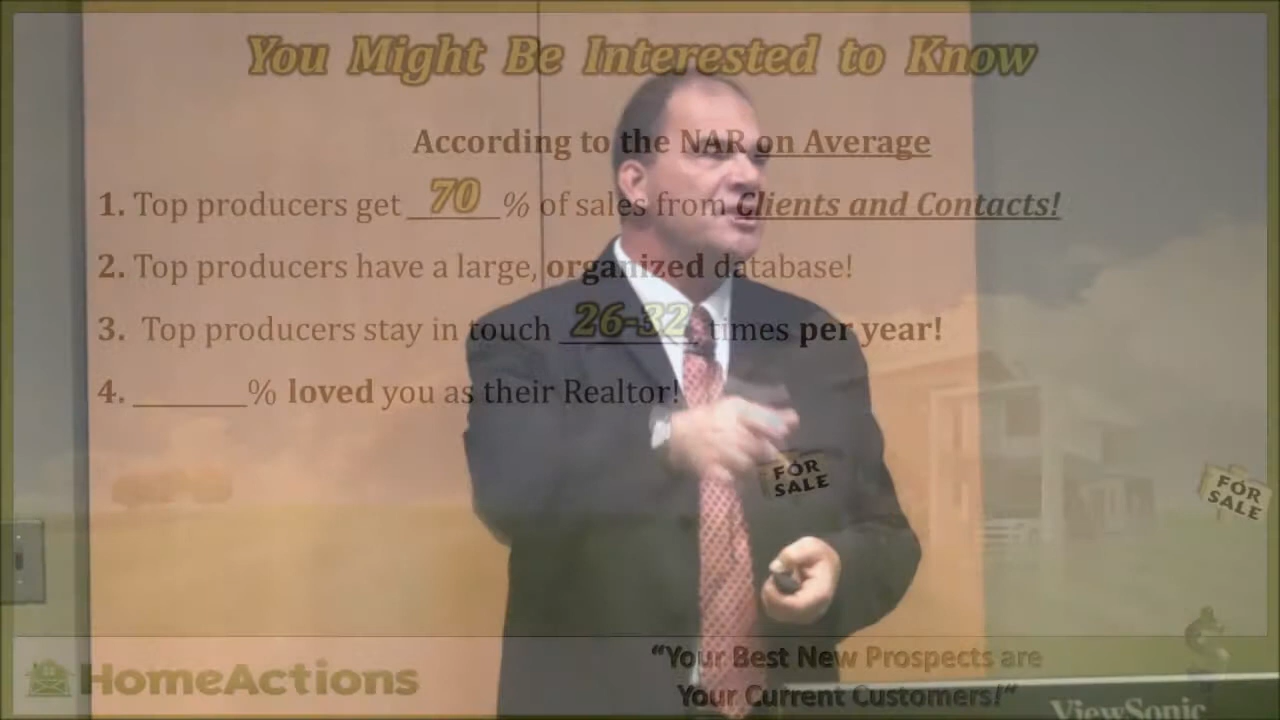 You Might Be Interested to Know
According to the NAR on Average
1. Top producers get 70 % of sales from Clients and Contacts!
2. Top producers have a large, organized database!
3. Top producers stay in touch 26-32 times per year!
4. _______% loved you as their Realtor!
FOR
SALE
FOR
SALE
HomeActions
“Your Best New Prospects are
Your Current Customers!”
ViewSonic